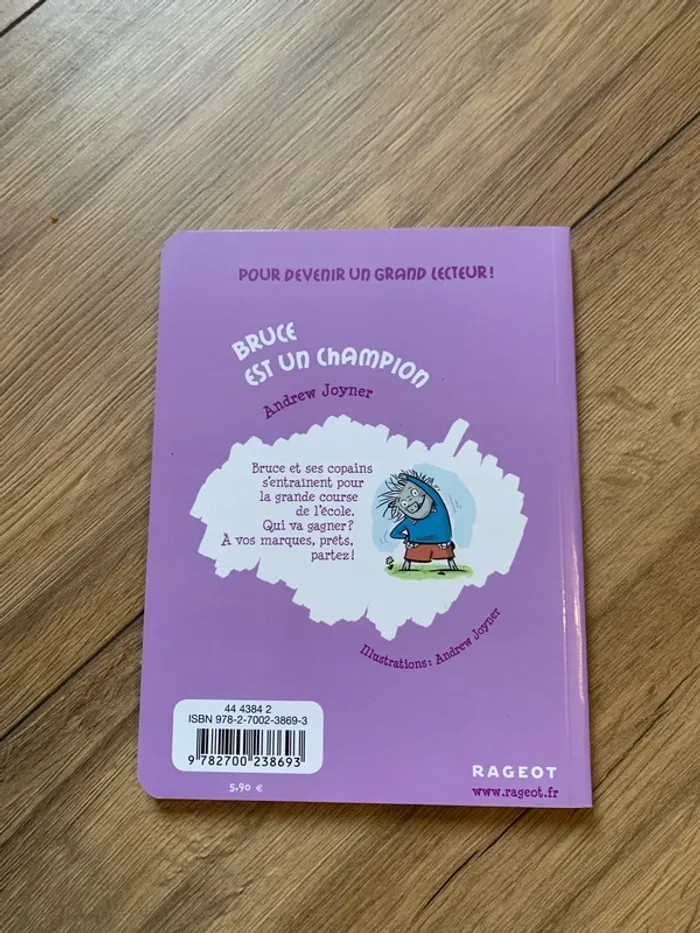 POUR DEVENIR UN GRAND LECTEUR!
BRUCE
EST UN CHAMPION
Andrew Joyner
Bruce et ses copains
s'entraînent pour
la grande course
de l'école.
Qui va gagner?
À vos marques, prêts,
partez!
Illustrations: Andrew Joyner
44 4384 2
ISBN 978-2-7002-3869-3
9 782700 238693
5,90 €
RAGEOT
www.rageot.fr